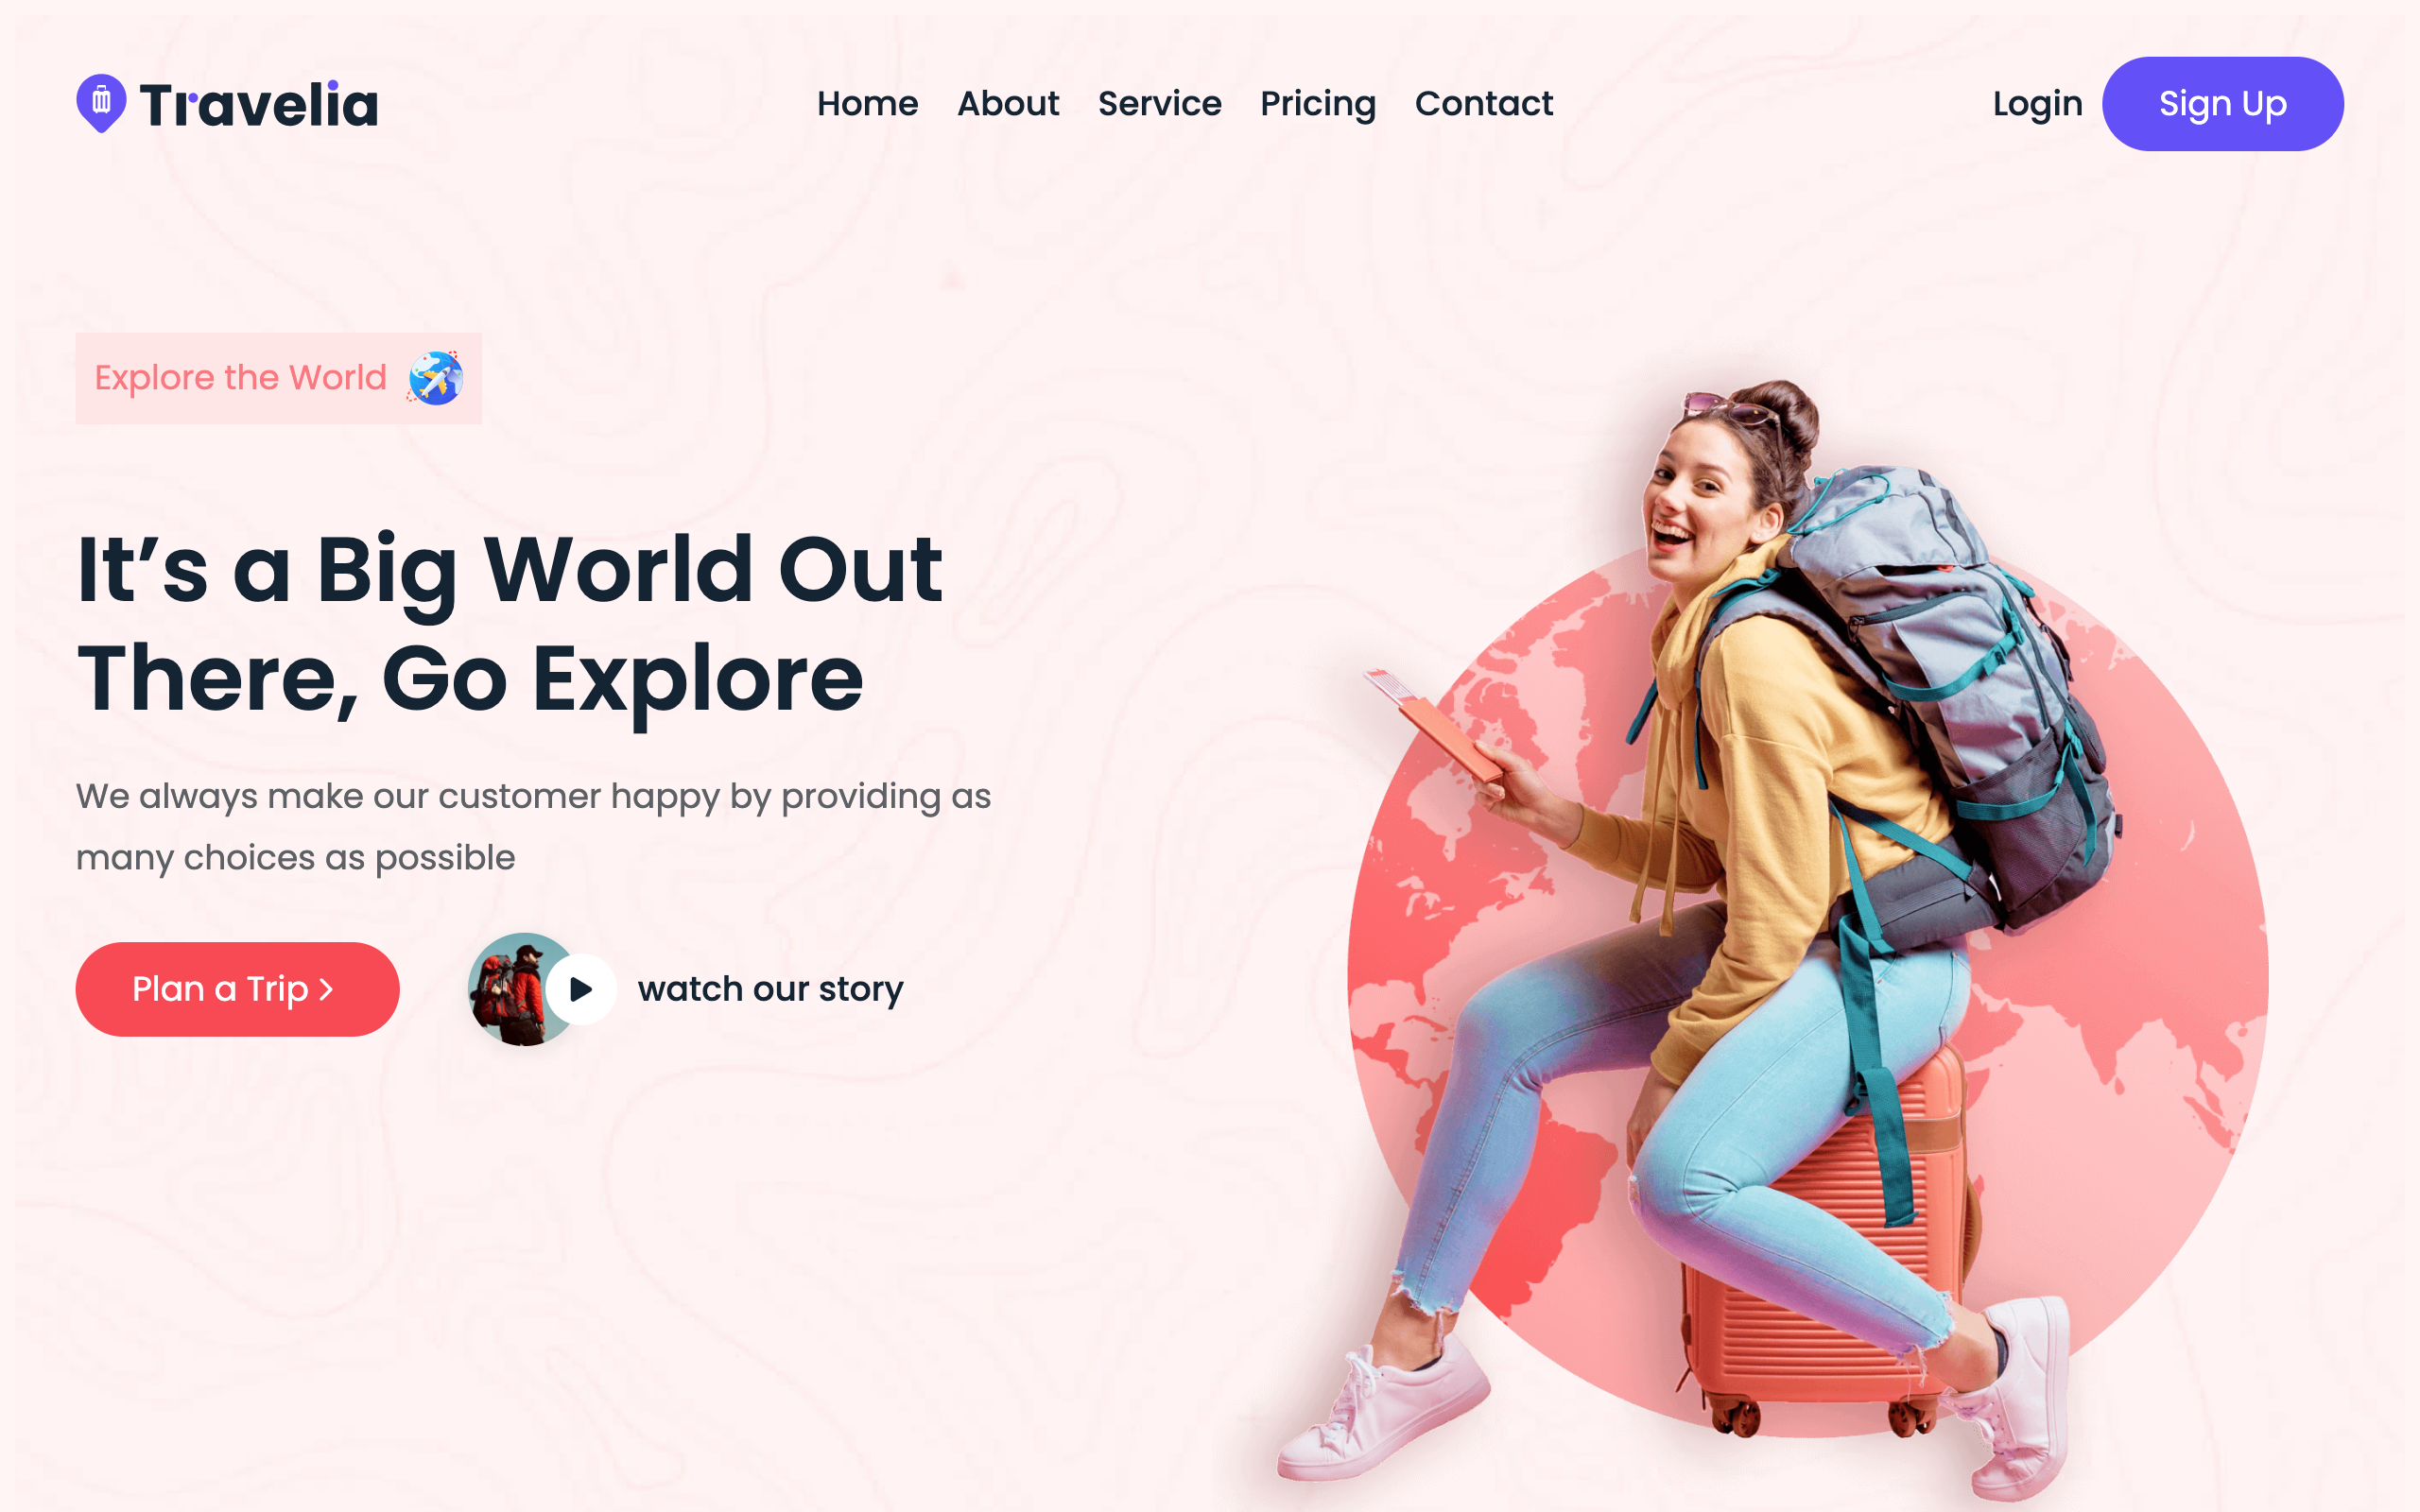 Travelia
Home About Service Pricing Contact
Login Sign Up
Explore the World
It’s a Big World Out
There, Go Explore
We always make our customer happy by providing as
many choices as possible
Plan a Trip
watch our story